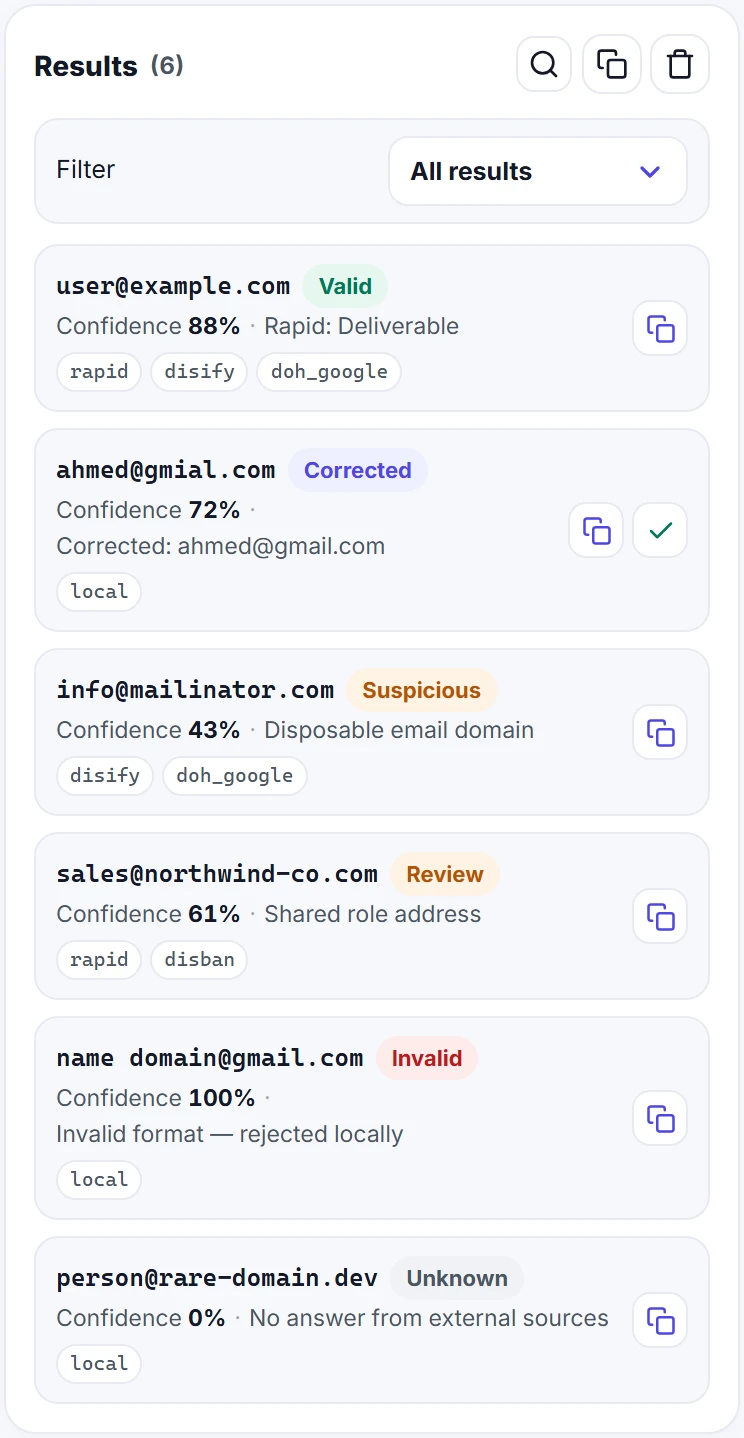 Results (6)
Filter
All results
user@example.com Valid
Confidence 88% · Rapid: Deliverable
rapid disify doh_google
ahmed@gmial.com Corrected
Confidence 72% ·
Corrected: ahmed@gmail.com
local
info@mailinator.com Suspicious
Confidence 43% · Disposable email domain
disify doh_google
sales@northwind-co.com Review
Confidence 61% · Shared role address
rapid disban
name domain@gmail.com Invalid
Confidence 100% ·
Invalid format — rejected locally
local
person@rare-domain.dev Unknown
Confidence 0% · No answer from external sources
local